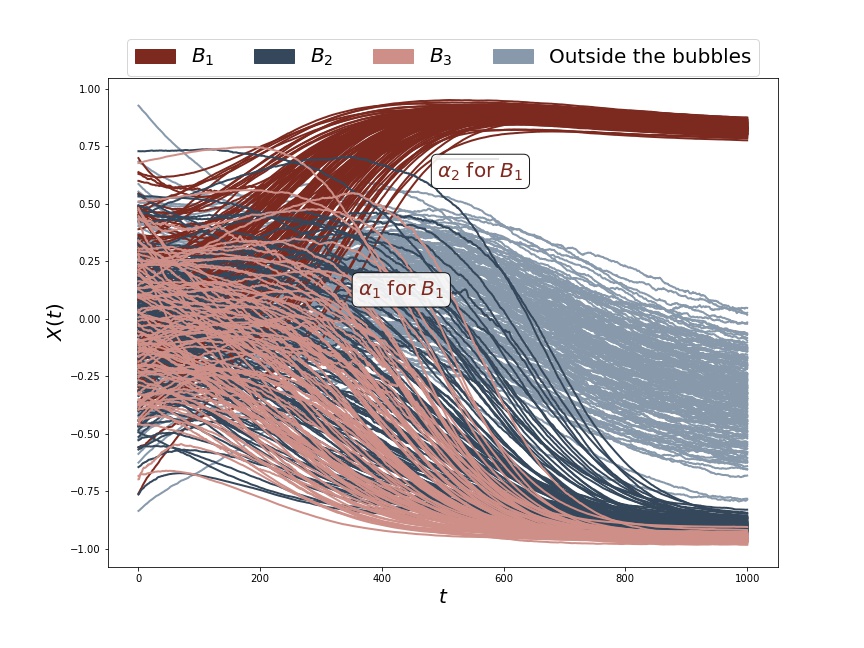 B₁ B₂ B₃ Outside the bubbles
1.00
0.75
α₂ for B₁
0.50
0.25
α₁ for B₁
X(t)
0.00
−0.25
−0.50
−0.75
−1.00
0 200 400 600 800 1000
t